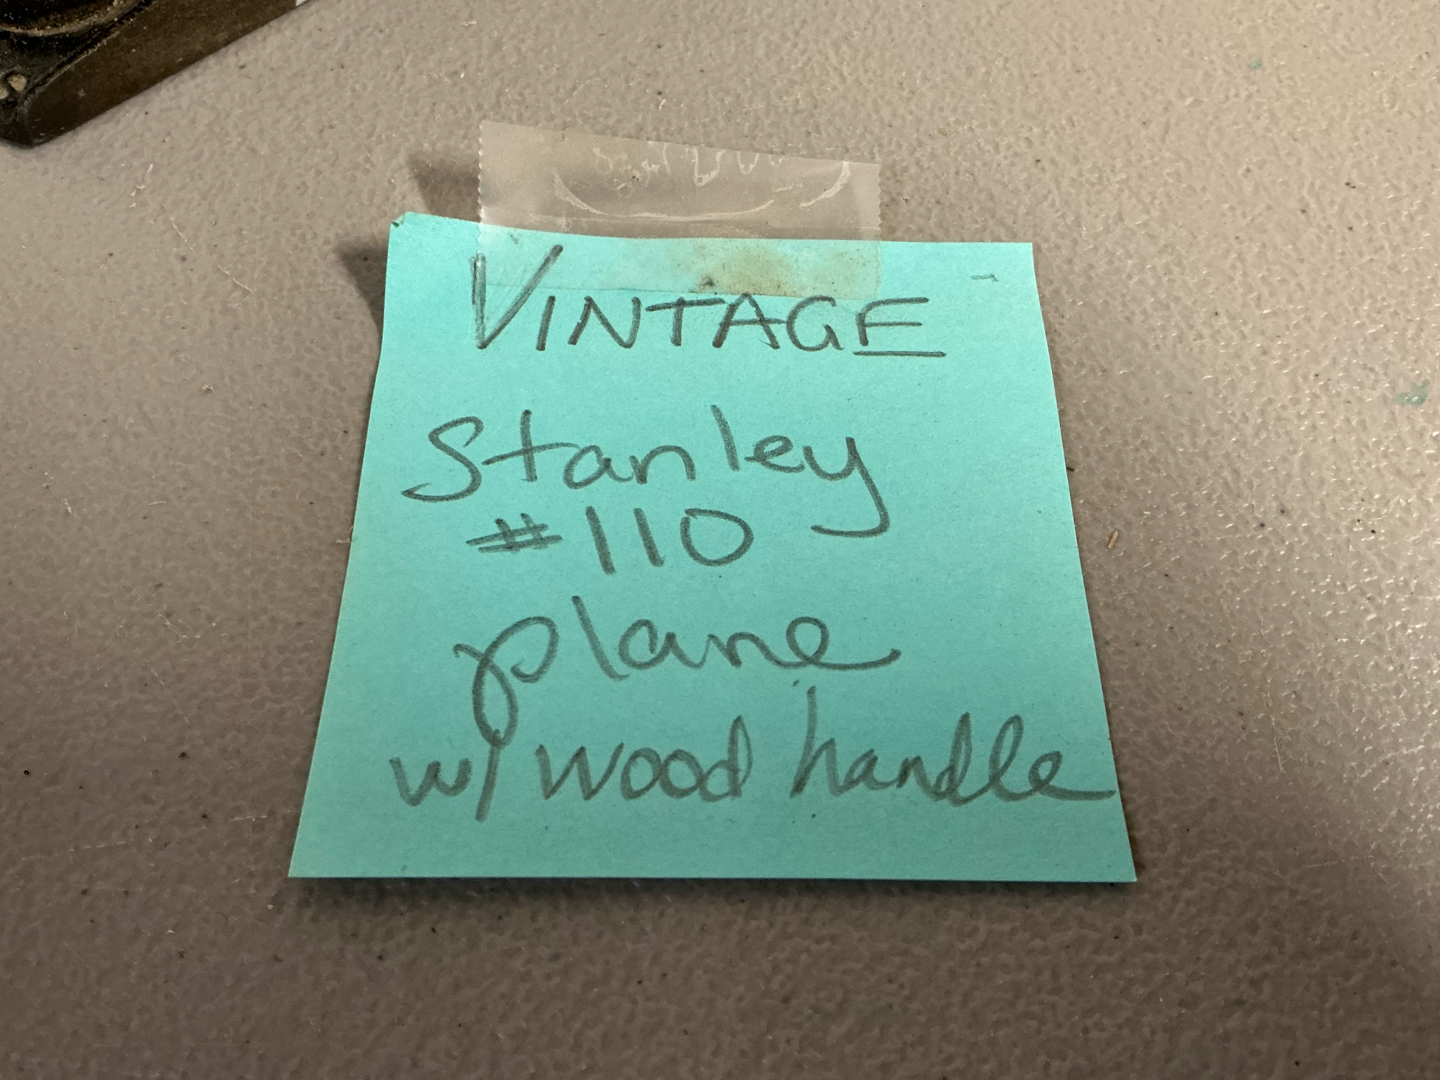 VINTAGE
Stanley
#110
plane
w/ wood handle